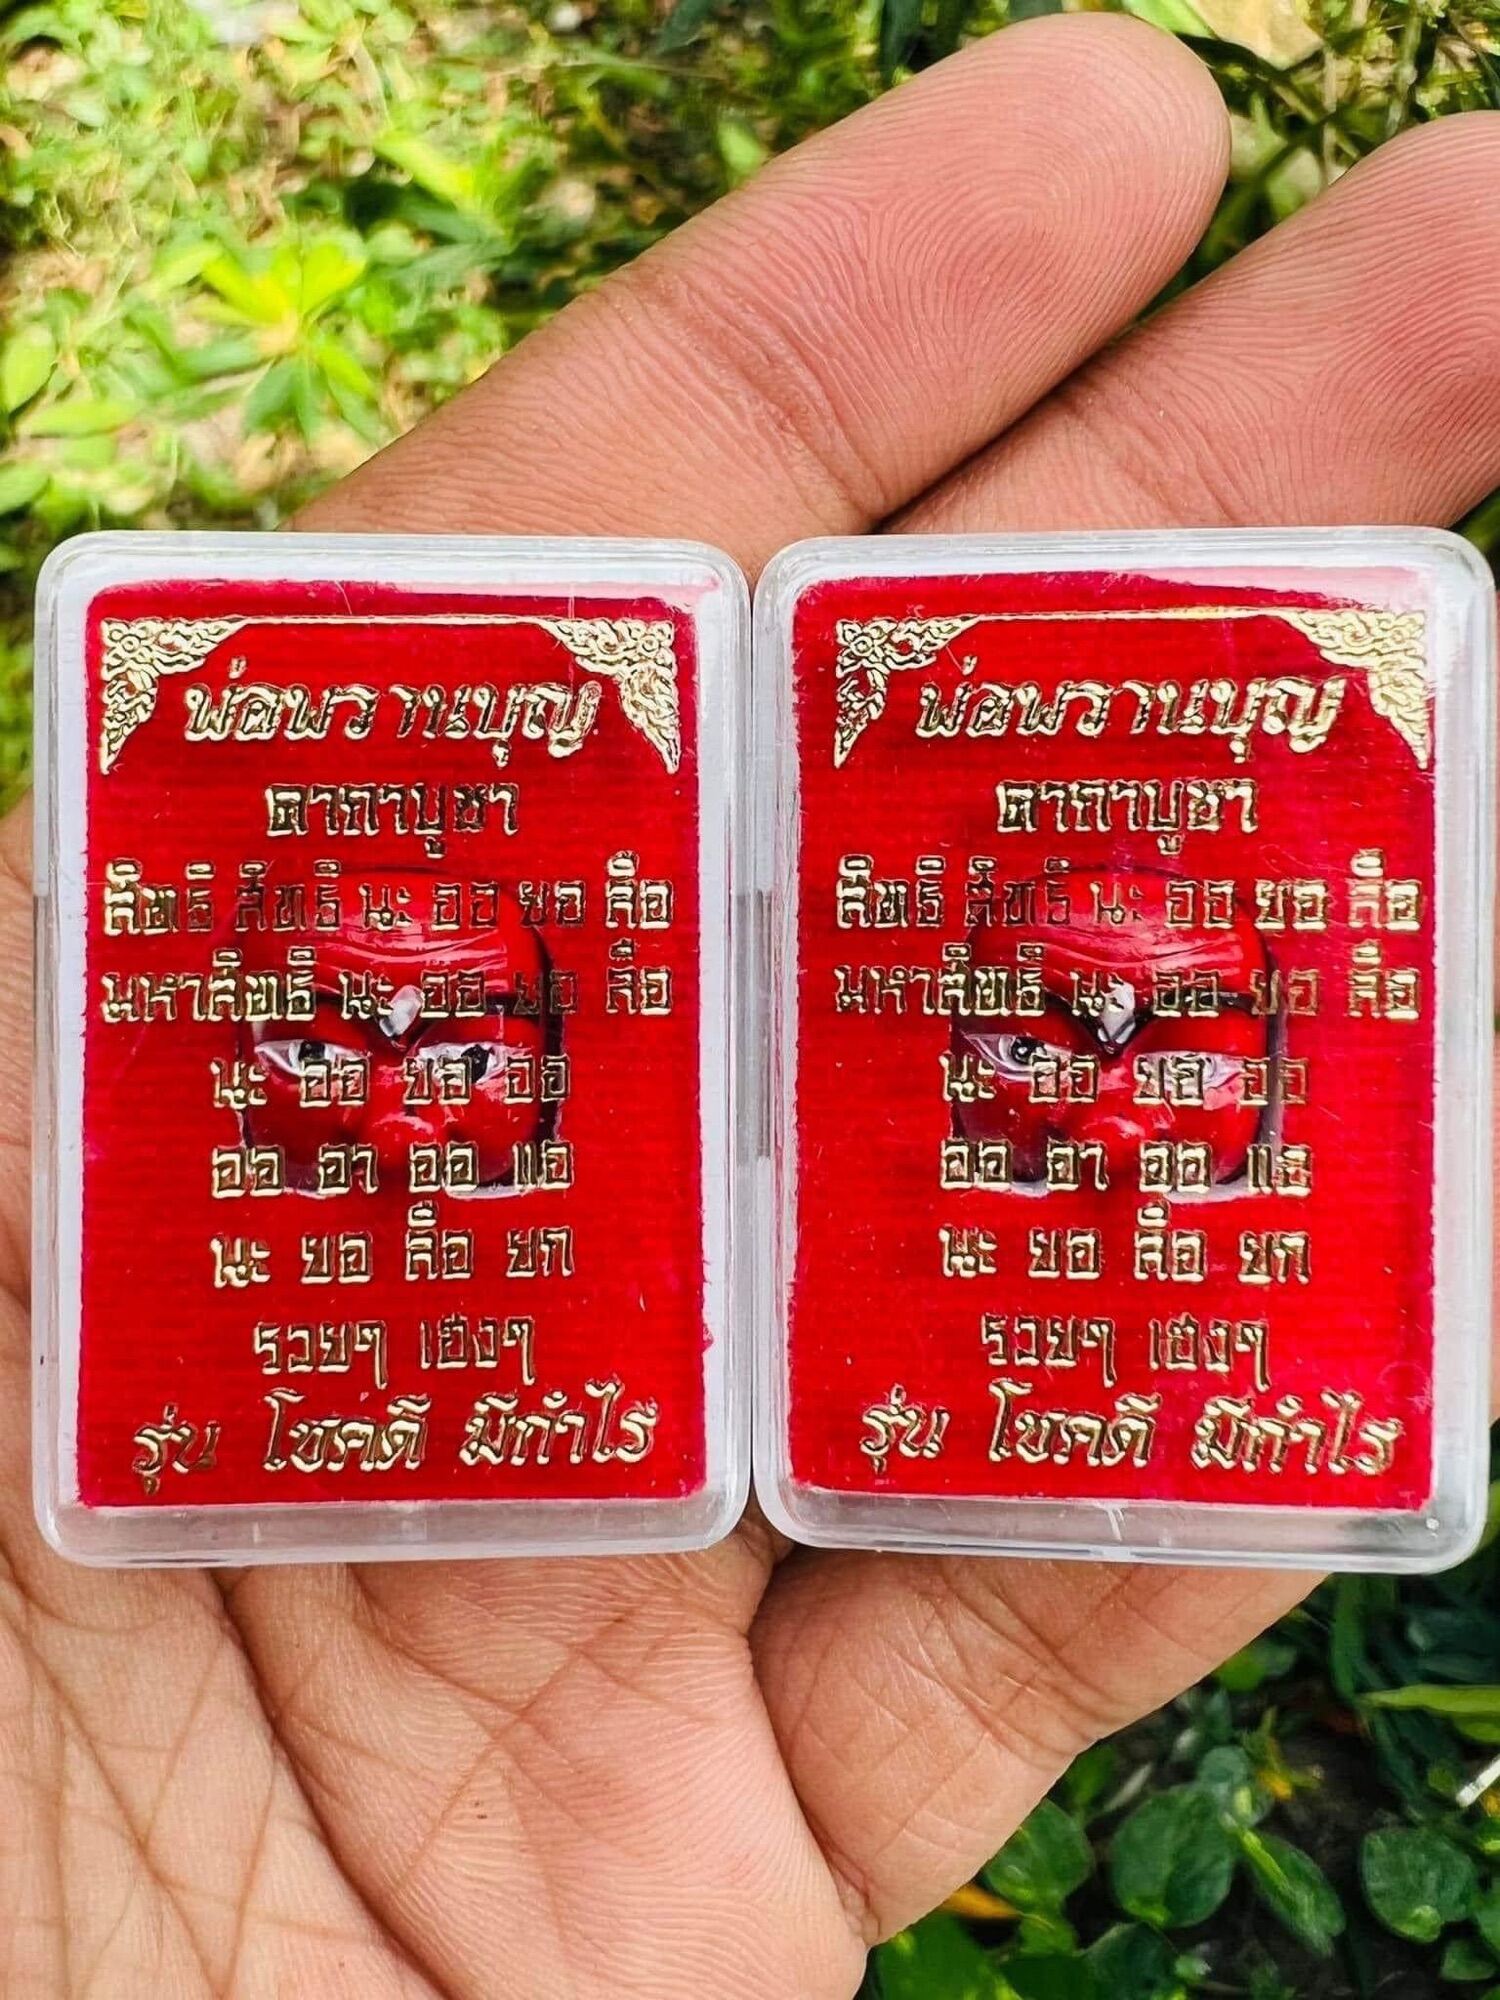 พ่อพรานบุญ
คาถาบูชา
สิทธิ สิทธิ นะ ออ ยอ ลือ
มหาสิทธิ นะ ออ ยอ ลือ
นะ ออ ยอ ออ
ออ อา ออ แอ
นะ ยอ ลือ ยก
รวยๆ เฮงๆ
รุ่น โชคดี มีกำไร
พ่อพรานบุญ
คาถาบูชา
สิทธิ สิทธิ นะ ออ ยอ ลือ
มหาสิทธิ นะ ออ ยอ ลือ
นะ ออ ยอ ออ
ออ อา ออ แอ
นะ ยอ ลือ ยก
รวยๆ เฮงๆ
รุ่น โชคดี มีกำไร